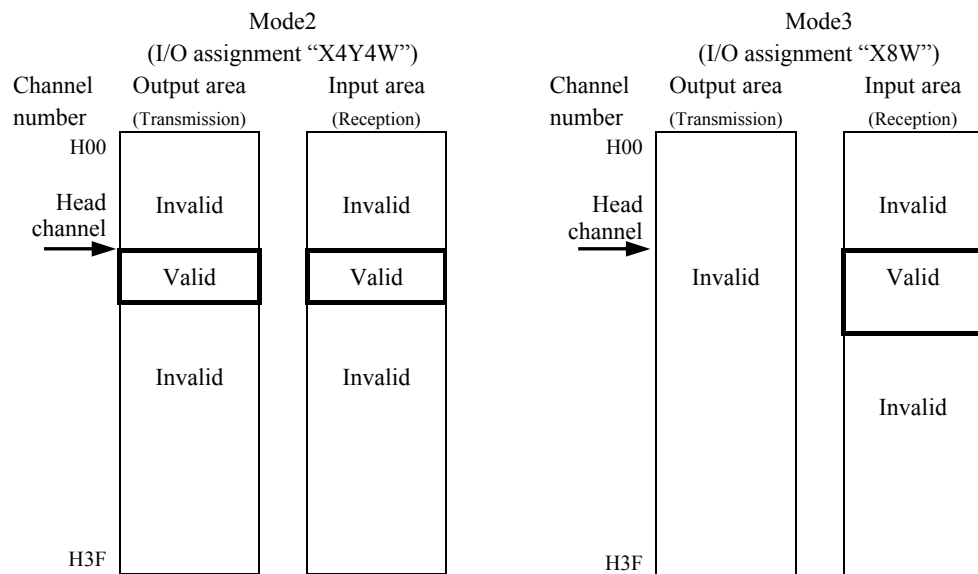 Mode2
(I/O assignment “X4Y4W”)
Channel number
Output area
(Transmission)
Input area
(Reception)
H00
Head channel
Invalid
Invalid
Valid
Valid
Invalid
Invalid
H3F
Mode3
(I/O assignment “X8W”)
Channel number
Output area
(Transmission)
Input area
(Reception)
H00
Head channel
Invalid
Invalid
Valid
Invalid
H3F